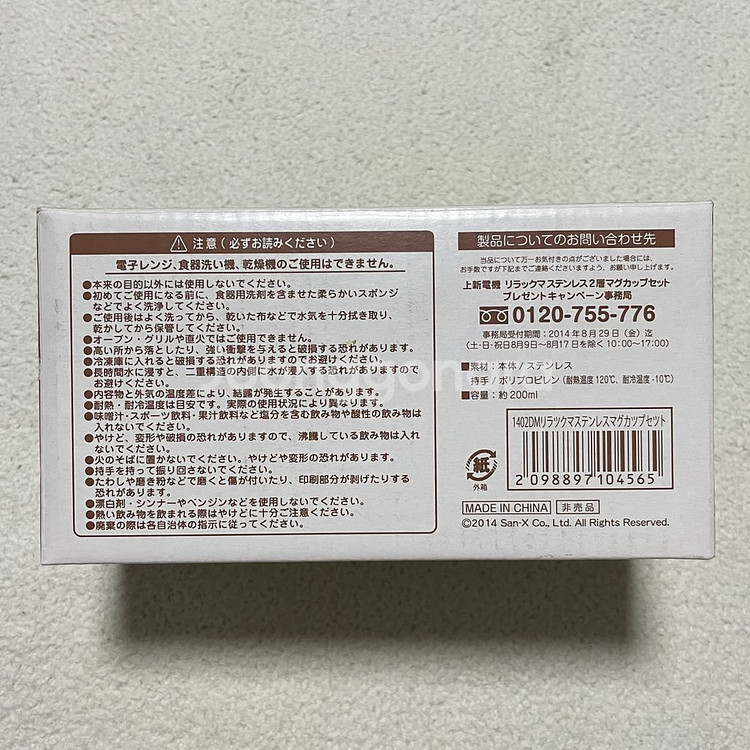 注意(必ずお読みください)
電子レンジ、食器洗い機、乾燥機のご使用はできません。
●本来の目的以外には使用しないでください。
●初めてご使用になる前に、食器用洗剤を含ませた柔らかいスポンジ
などでよく洗浄してください。
●ご使用後はよく洗って、乾いた布などで水気を十分拭き取り、
乾かしてから保管してください。
●オーブン・グリルや直火ではご使用できません。
●高い所から落としたり、強い衝撃を与えると破損する恐れがあります。
●冷凍庫に入れると破損する恐れがありますのでお避けください。
●長時間水に浸すと、二重構造の内側に水が浸入する恐れがありますので
お避けください。
●内容物と外気の温度差により、結露が発生することがあります。
●耐熱・耐冷温度は目安です。実際の使用状況により異なります。
●味噌汁・スポーツ飲料・果汁飲料など塩分を含む飲み物や酸性の飲み物は
入れないでください。
●やけど、変形や破損の恐れがありますので、沸騰している飲み物は入れ
ないでください。
●火のそばに置かないでください。やけどや変形の恐れがあります。
●持手を持って振り回さないでください。
●たわしや磨き粉などで磨くと傷が付いたり、印刷部分が剥げたりする
恐れがあります。
●漂白剤・シンナーやベンジンなどを使用しないでください。
●熱い飲み物を飲まれる際はやけどに十分ご注意ください。
●廃棄の際は各自治体の指示に従ってください。
製品についてのお問い合わせ先
当品について万一お気付きの点がございました場合には、
お手数ですが下記までご連絡くださいますよう、お願い申し上げます。
上新電機 リラックマステンレス2層マグカップセット
プレゼントキャンペーン事務局
0120-755-776
事務局受付期間:2014年8月29日(金)迄
(土・日・祝日8月9日~8月17日を除く10:00~17:00)
■素材:本体/ステンレス
持手/ポリプロピレン(耐熱温度120℃、耐冷温度-10℃)
■容量:約200ml
1402DMリラツクマステンレスマグカツプセット
紙
外箱
2 098897 104565
MADE IN CHINA 非売品
©2014 San-X Co., Ltd. All Rights Reserved.